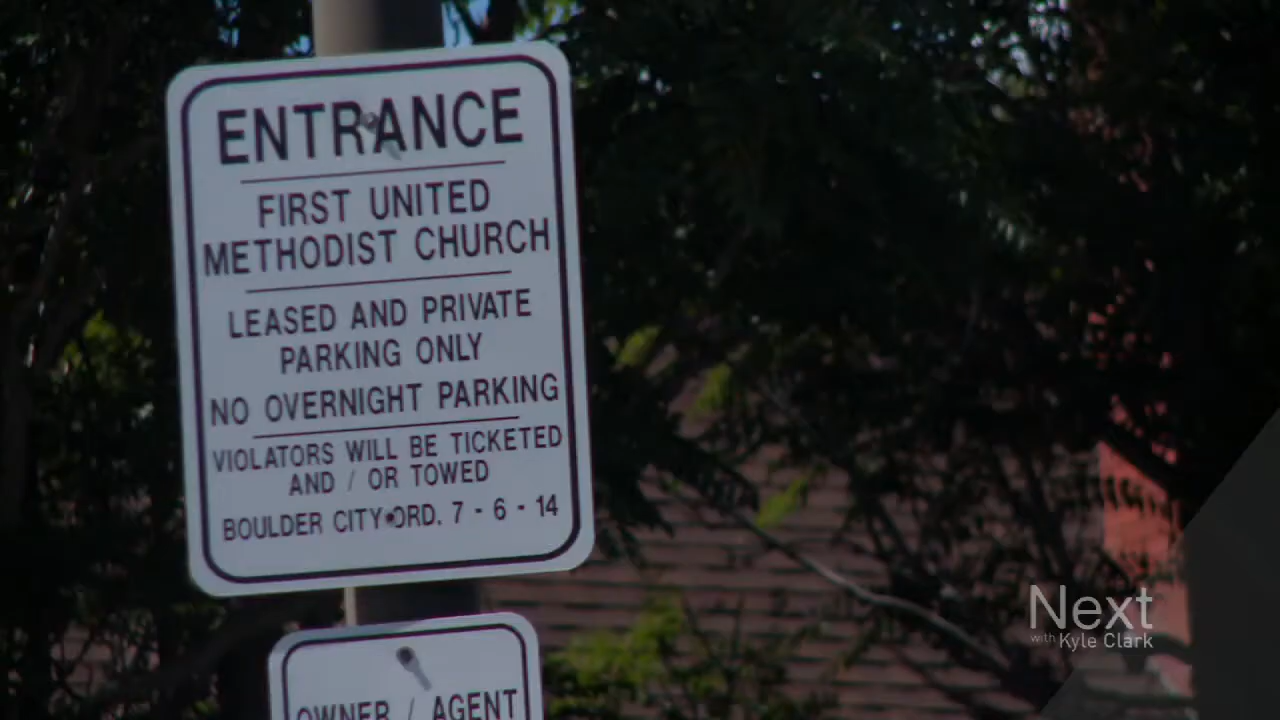 ENTRANCE
FIRST UNITED
METHODIST CHURCH
LEASED AND PRIVATE
PARKING ONLY
NO OVERNIGHT PARKING
VIOLATORS WILL BE TICKETED
AND / OR TOWED
BOULDER CITY ORD. 7 - 6 - 14
OWNER / AGENT
Next
with Kyle Clark